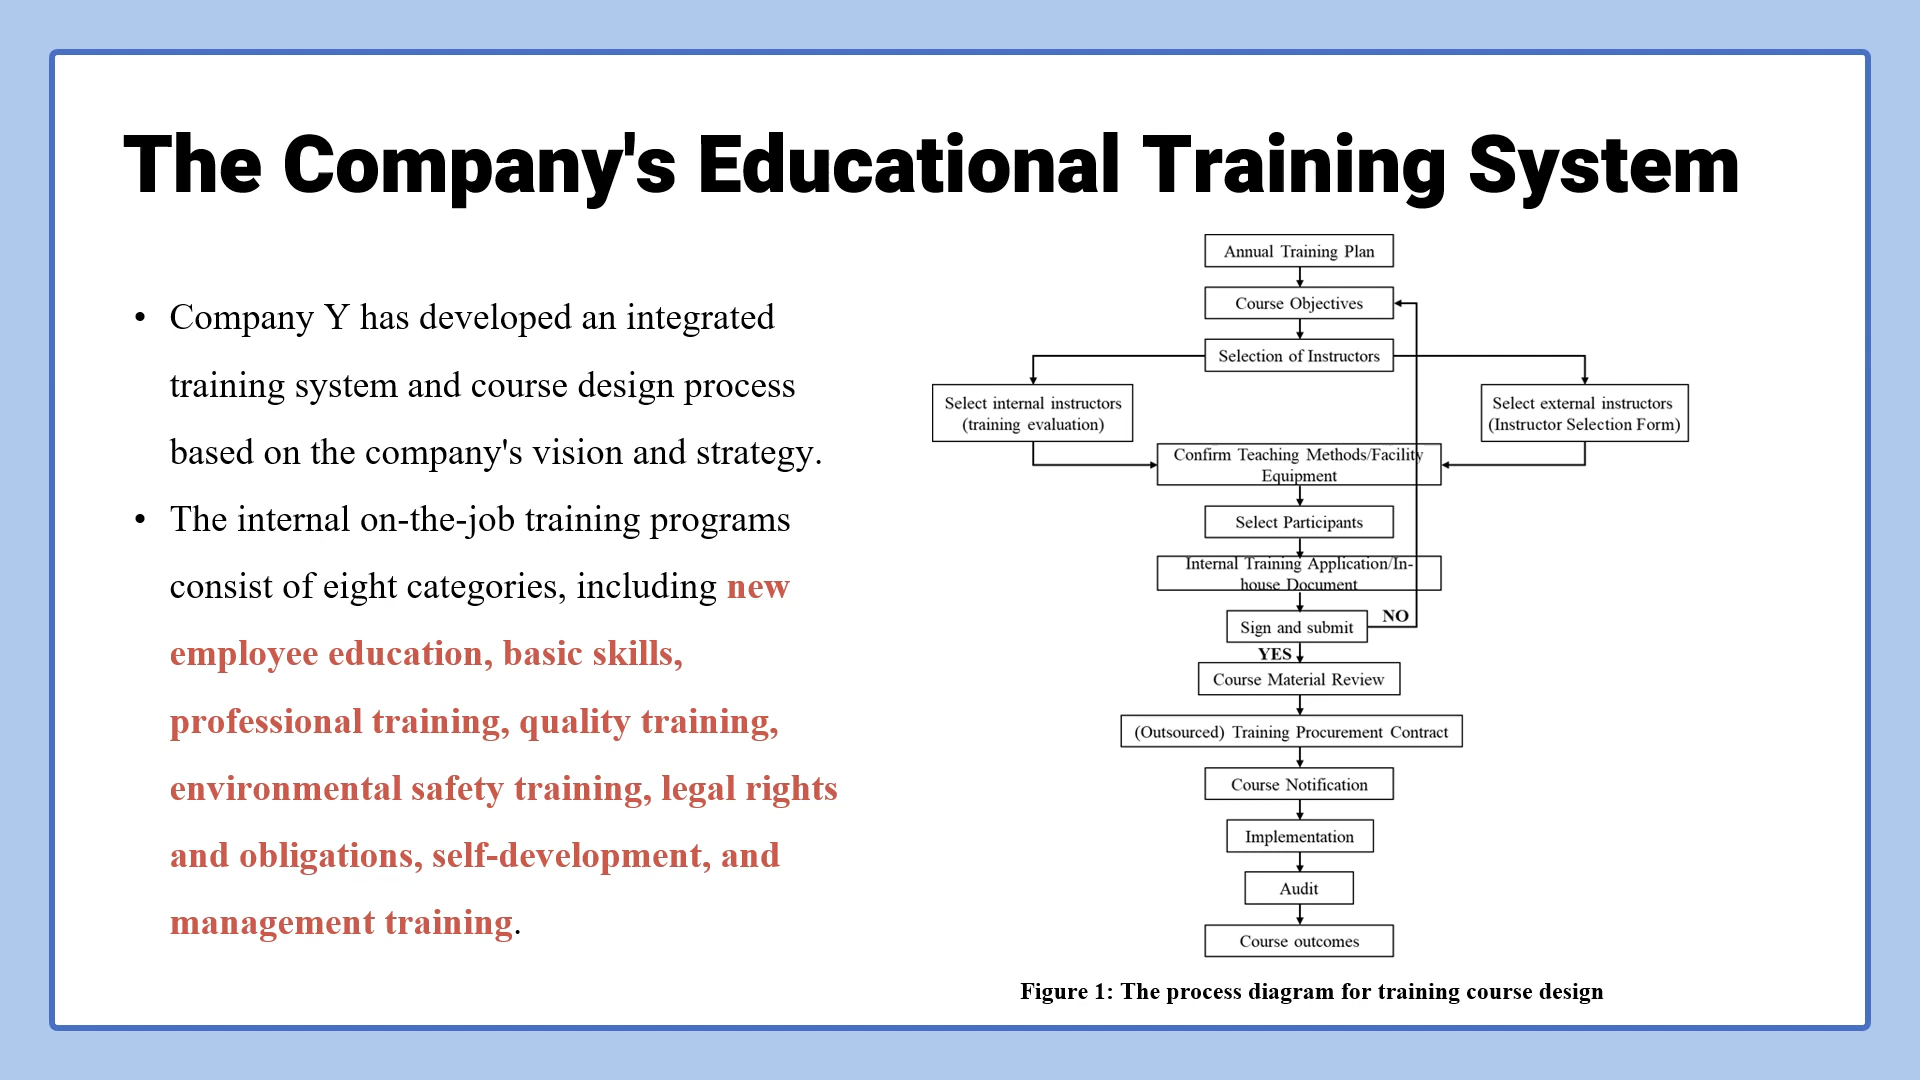 The Company's Educational Training System
• Company Y has developed an integrated
training system and course design process
based on the company's vision and strategy.
• The internal on-the-job training programs
consist of eight categories, including new
employee education, basic skills,
professional training, quality training,
environmental safety training, legal rights
and obligations, self-development, and
management training.
Annual Training Plan
Course Objectives
Selection of Instructors
Select internal instructors
(training evaluation)
Select external instructors
(Instructor Selection Form)
Confirm Teaching Methods/Facility
Equipment
Select Participants
Internal Training Application/In-
house Document
Sign and submit
NO
YES
Course Material Review
(Outsourced) Training Procurement Contract
Course Notification
Implementation
Audit
Course outcomes
Figure 1: The process diagram for training course design